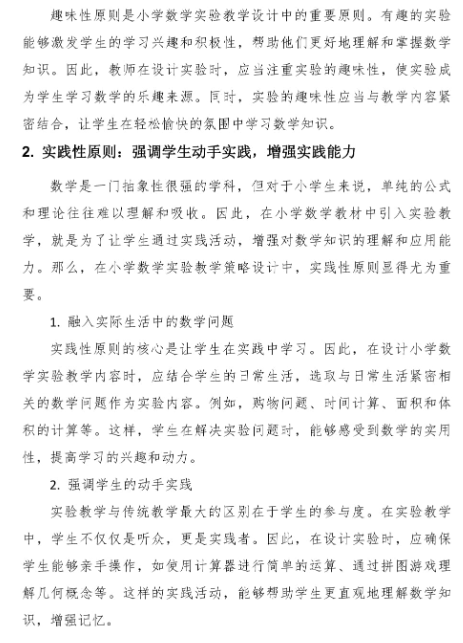 趣味性原则是小学数学实验教学设计中的重要原则。有趣的实验
能够激发学生的学习兴趣和积极性，帮助他们更好地理解和掌握数学
知识。因此，教师在设计实验时，应当注重实验的趣味性，使实验成
为学生学习数学的乐趣来源。同时，实验的趣味性应当与教学内容紧
密结合，让学生在轻松愉快的氛围中学习数学知识。
2. 实践性原则：强调学生动手实践，增强实践能力
数学是一门抽象性很强的学科，但对于小学生来说，单纯的公式
和理论往往难以理解和吸收。因此，在小学数学教材中引入实验教
学，就是为了让学生通过实践活动，增强对数学知识的理解和应用能
力。那么，在小学数学实验教学策略设计中，实践性原则显得尤为重
要。
1. 融入实际生活中的数学问题
实践性原则的核心是让学生在实践中学习。因此，在设计小学数
学实验教学内容时，应结合学生的日常生活，选取与日常生活紧密相
关的数学问题作为实验内容。例如，购物问题、时间计算、面积和体
积的计算等。这样，学生在解决实验问题时，能够感受到数学的实用
性，提高学习的兴趣和动力。
2. 强调学生的动手实践
实验教学与传统教学最大的区别在于学生的参与度。在实验教学
中，学生不仅仅是听众，更是实践者。因此，在设计实验时，应确保
学生能够亲手操作，如使用计算器进行简单的运算、通过拼图游戏理
解几何概念等。这样的实践活动，能够帮助学生更直观地理解数学知
识，增强记忆。